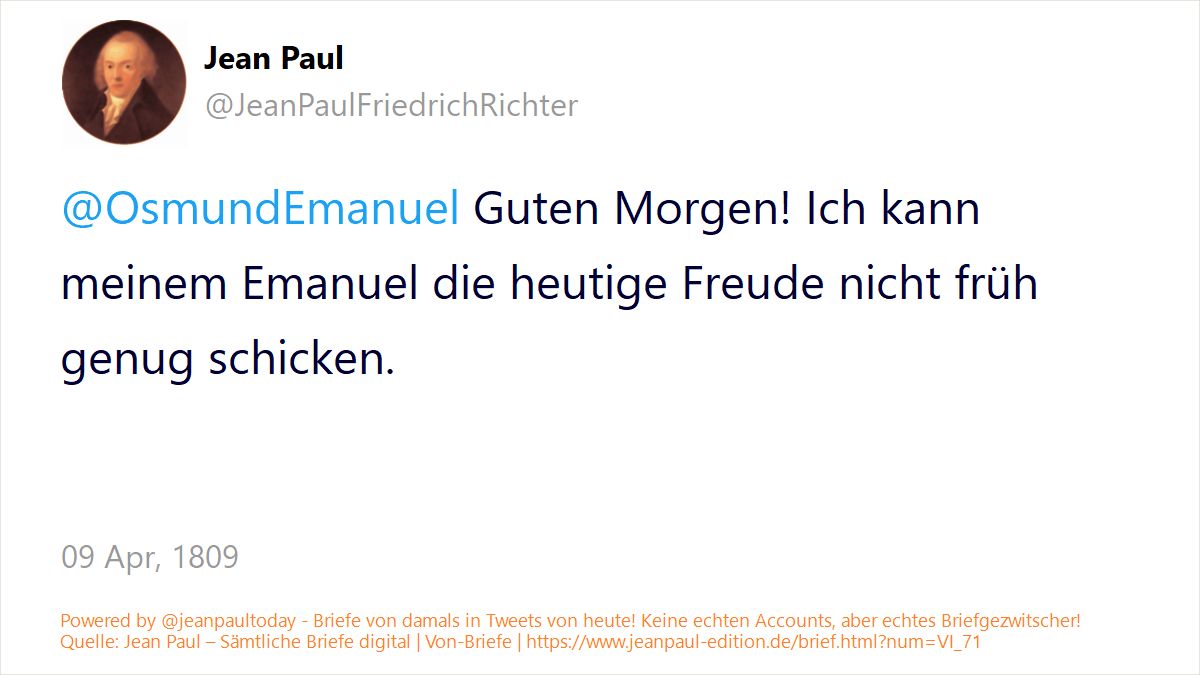 Jean Paul
@JeanPaulFriedrichRichter
@OsmundEmanuel Guten Morgen! Ich kann
meinem Emanuel die heutige Freude nicht früh
genug schicken.
09 Apr, 1809
Powered by @jeanpaultoday - Briefe von damals in Tweets von heute! Keine echten Accounts, aber echtes Briefgezwitscher!
Quelle: Jean Paul – Sämtliche Briefe digital | Von-Briefe | https://www.jeanpaul-edition.de/brief.html?num=VI_71